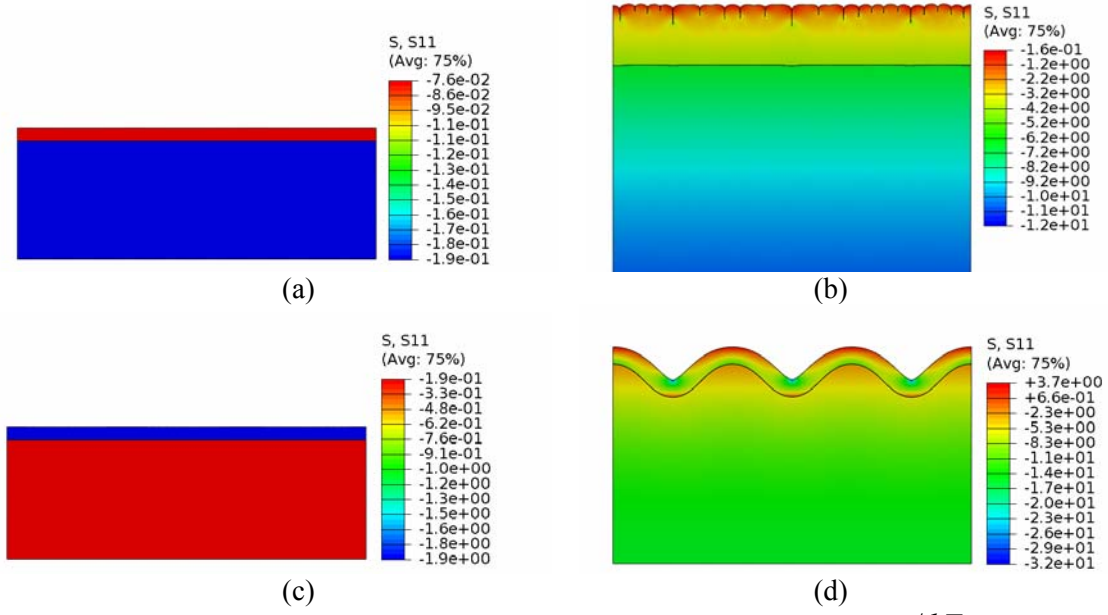 S, S11
(Avg: 75%)
-7.6e-02
-8.6e-02
-9.5e-02
-1.1e-01
-1.1e-01
-1.2e-01
-1.3e-01
-1.4e-01
-1.5e-01
-1.6e-01
-1.7e-01
-1.8e-01
-1.9e-01
(a)
S, S11
(Avg: 75%)
-1.6e-01
-1.2e+00
-2.2e+00
-3.2e+00
-4.2e+00
-5.2e+00
-6.2e+00
-7.2e+00
-8.2e+00
-9.2e+00
-1.0e+01
-1.1e+01
-1.2e+01
(b)
S, S11
(Avg: 75%)
-1.9e-01
-3.3e-01
-4.8e-01
-6.2e-01
-7.6e-01
-9.1e-01
-1.0e+00
-1.2e+00
-1.3e+00
-1.5e+00
-1.6e+00
-1.8e+00
-1.9e+00
(c)
S, S11
(Avg: 75%)
+3.7e+00
+6.6e-01
-2.3e+00
-5.3e+00
-8.3e+00
-1.1e+01
-1.4e+01
-1.7e+01
-2.0e+01
-2.3e+01
-2.6e+01
-2.9e+01
-3.2e+01
(d)